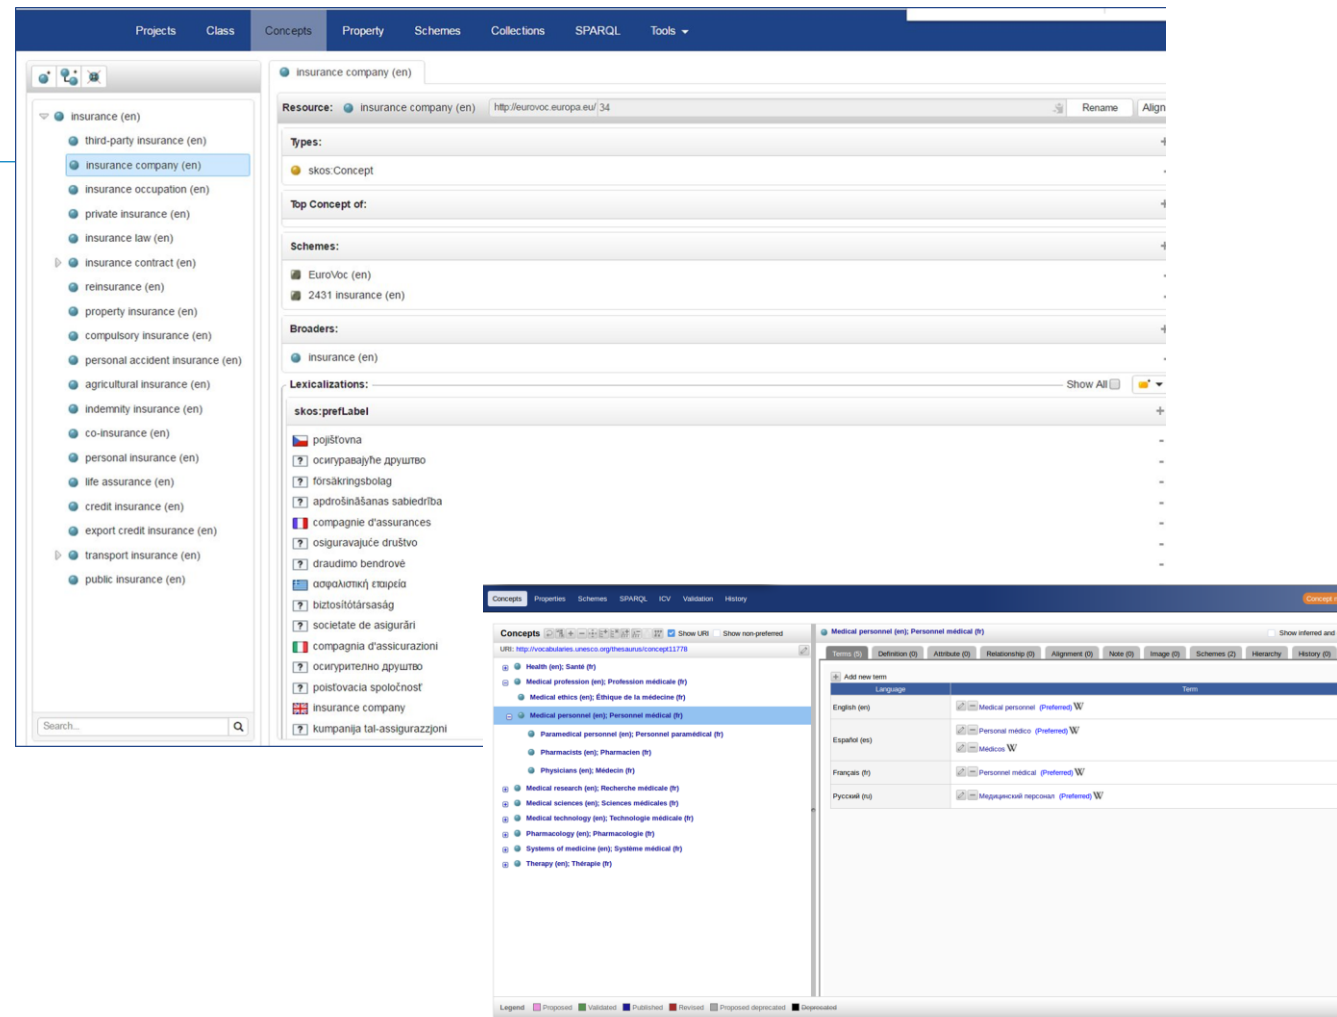 Projects Class Concepts Property Schemes Collections SPARQL Tools
insurance (en)
third-party insurance (en)
insurance company (en)
insurance occupation (en)
private insurance (en)
insurance law (en)
insurance contract (en)
reinsurance (en)
property insurance (en)
compulsory insurance (en)
personal accident insurance (en)
agricultural insurance (en)
indemnity insurance (en)
co-insurance (en)
personal insurance (en)
life assurance (en)
credit insurance (en)
export credit insurance (en)
transport insurance (en)
public insurance (en)
Search...
insurance company (en)
Resource: insurance company (en) http://eurovoc.europa.eu/ 34 Rename Align
Types:
skos:Concept
Top Concept of:
Schemes:
EuroVoc (en)
2431 insurance (en)
Broaders:
insurance (en)
Lexicalizations: Show All
skos:prefLabel
pojišťovna
осигуравајуће друштво
försäkringsbolag
apdrošināšanas sabiedrība
compagnie d'assurances
osiguravajuće društvo
draudimo bendrovė
ασφαλιστική εταιρεία
biztosítótársaság
societate de asigurări
compagnia d'assicurazioni
осигурително друштво
poisťovacia spoločnosť
insurance company
kumpanija tal-assigurazzjoni
Concepts Properties Schemes SPARQL ICV Validation History
Concepts Show URI Show non-preferred
URI: http://vocabularies.unesco.org/thesaurus/concept11778
Health (en); Santé (fr)
Medical profession (en); Profession médicale (fr)
Medical ethics (en); Éthique de la médecine (fr)
Medical personnel (en); Personnel médical (fr)
Paramedical personnel (en); Personnel paramédical (fr)
Pharmacists (en); Pharmacien (fr)
Physicians (en); Médecin (fr)
Medical research (en); Recherche médicale (fr)
Medical sciences (en); Sciences médicales (fr)
Medical technology (en); Technologie médicale (fr)
Pharmacology (en); Pharmacologie (fr)
Systems of medicine (en); Système médical (fr)
Therapy (en); Thérapie (fr)
Medical personnel (en); Personnel médical (fr) Show inferred and
Terms (5) Definition (0) Attribute (0) Relationship (0) Alignment (0) Note (0) Image (0) Schemes (2) Hierarchy History (0)
Add new term
Language Term
English (en) Medical personnel (Preferred) W
Español (es) Personal médico (Preferred) W
Médicos W
Français (fr) Personnel médical (Preferred) W
Русский (ru) Медицинский персонал (Preferred) W
Legend Proposed Validated Published Revised Proposed deprecated Deprecated